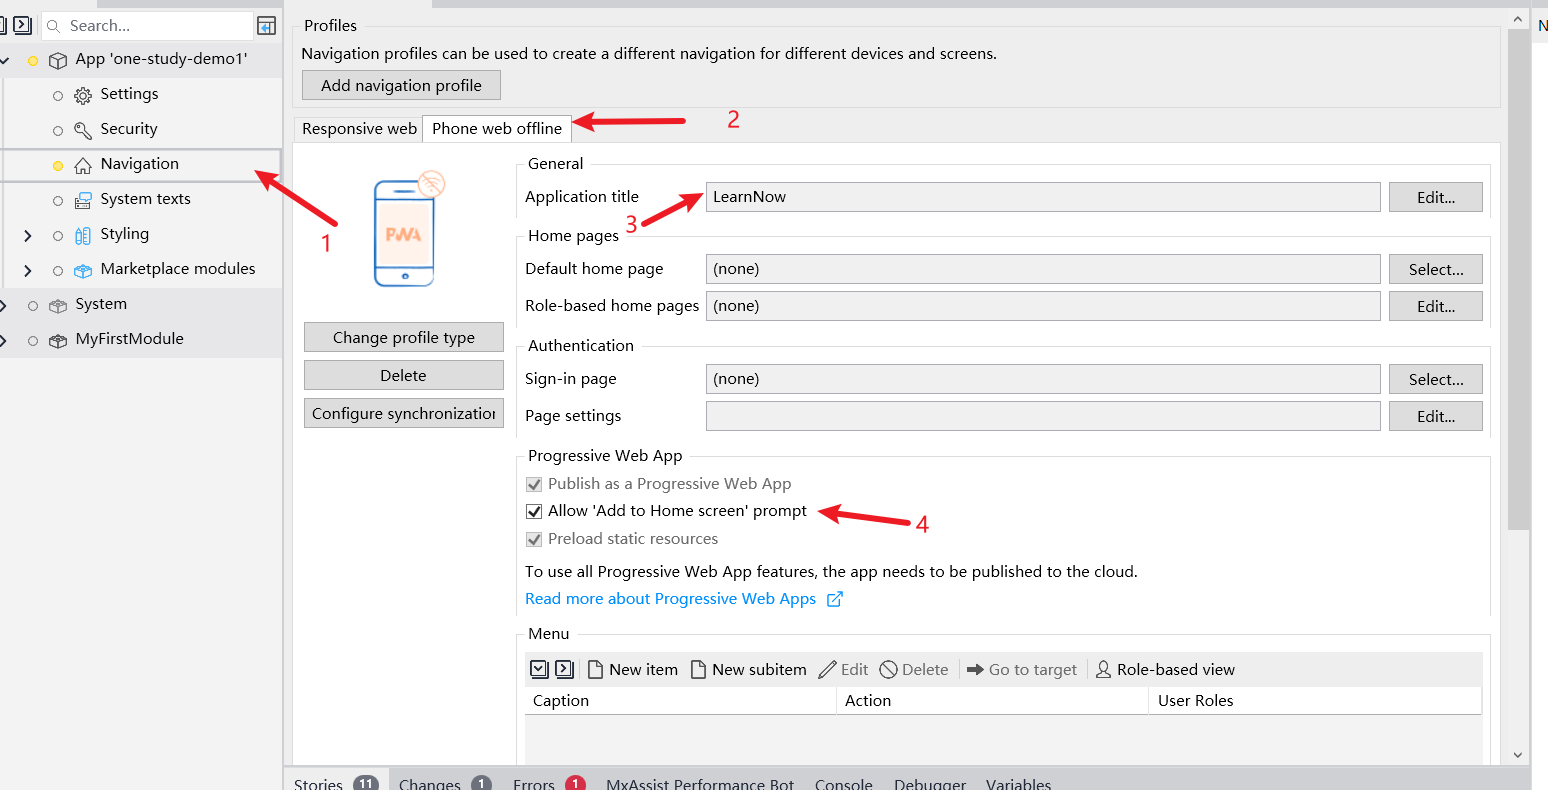 Search...
App 'one-study-demo1'
Settings
Security
Navigation
System texts
Styling
Marketplace modules
System
MyFirstModule
1
Profiles
Navigation profiles can be used to create a different navigation for different devices and screens.
Add navigation profile
Responsive web Phone web offline
2
PWA
Change profile type
Delete
Configure synchronization
General
Application title LearnNow Edit...
3
Home pages
Default home page (none) Select...
Role-based home pages (none) Edit...
Authentication
Sign-in page (none) Select...
Page settings Edit...
Progressive Web App
Publish as a Progressive Web App
Allow 'Add to Home screen' prompt
4
Preload static resources
To use all Progressive Web App features, the app needs to be published to the cloud.
Read more about Progressive Web Apps
Menu
New item New subitem Edit Delete Go to target Role-based view
Caption Action User Roles
Stories 11 Changes 1 Errors 1 MxAssist Performance Bot Console Debugger Variables